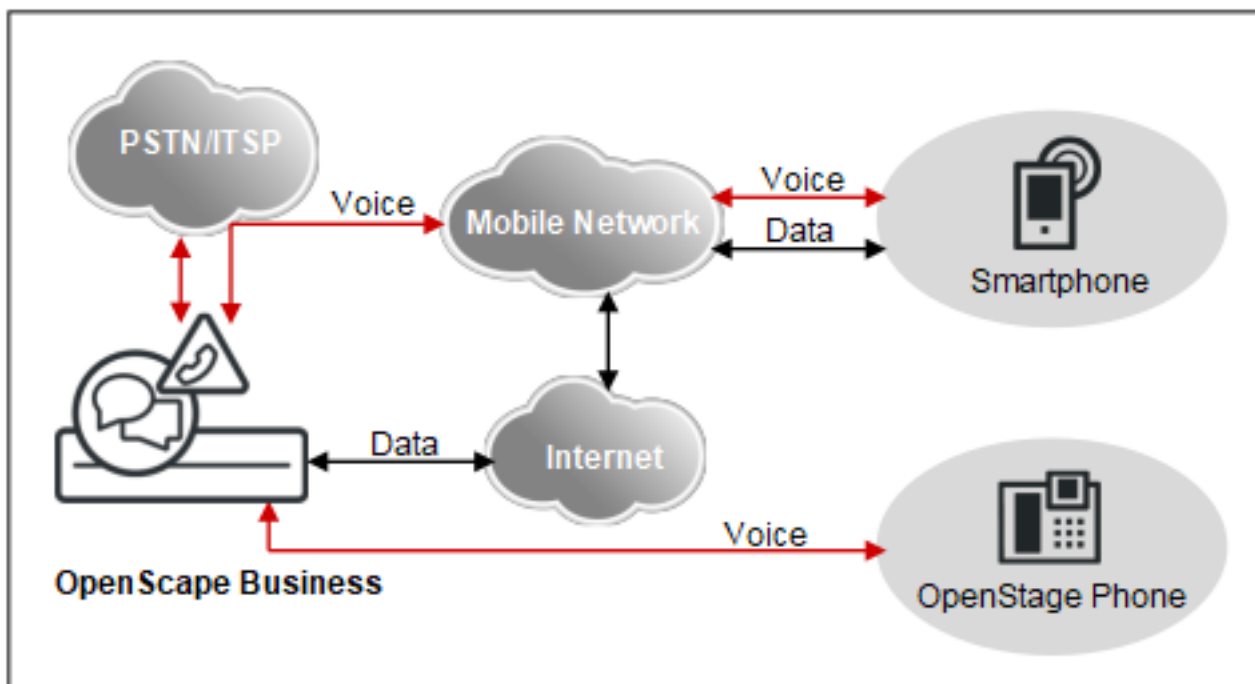 PSTN/ITSP
Voice
Mobile Network
Voice
Data
Smartphone
Data
Internet
Voice
OpenScape Business
OpenStage Phone